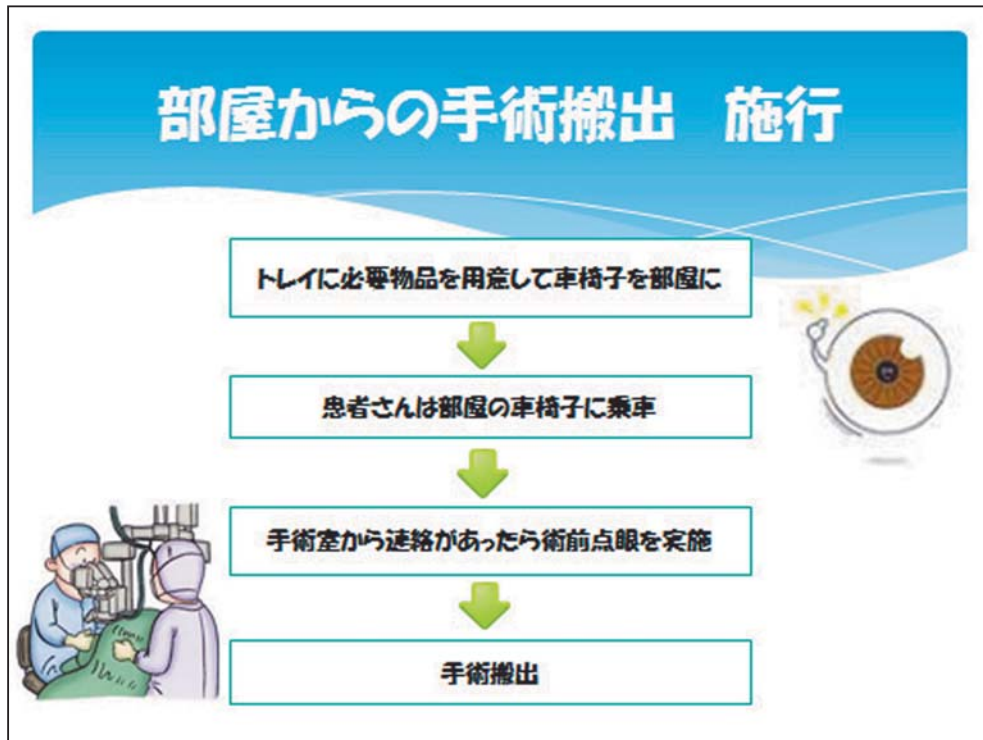 部屋からの手術搬出　施行
トレイに必要物品を用意して車椅子を部屋に
患者さんは部屋の車椅子に乗車
手術室から連絡があったら術前点眼を実施
手術搬出